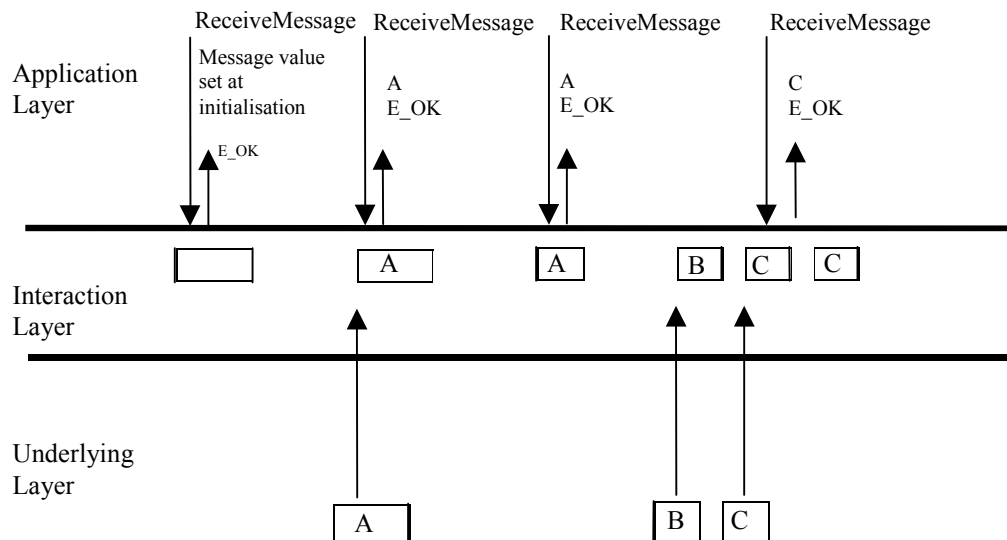 ReceiveMessage
ReceiveMessage
ReceiveMessage
ReceiveMessage
Application
Layer
Message value
set at
initialisation
E_OK
A
E_OK
A
E_OK
C
E_OK
Interaction
Layer
A
A
B
C
C
Underlying
Layer
A
B
C